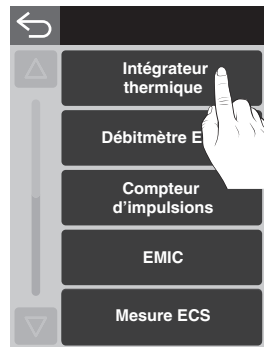 Intégrateur
thermique
Débitmètre E
Compteur
d'impulsions
EMIC
Mesure ECS